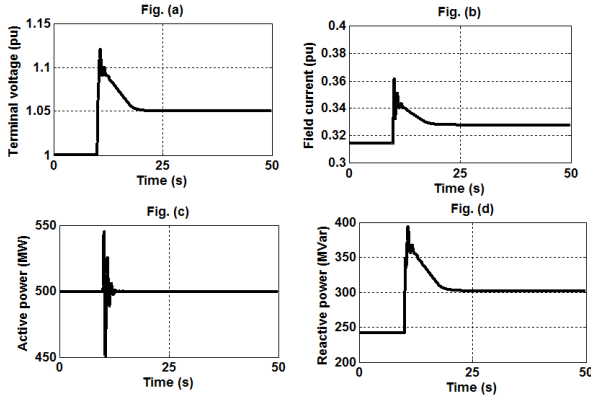 Fig. (a)
Terminal voltage (pu)
1.15
1.1
1.05
1
0
25
50
Time (s)
Fig. (b)
Field current (pu)
0.4
0.38
0.36
0.34
0.32
0.3
0
25
50
Time (s)
Fig. (c)
Active power (MW)
550
500
450
0
25
50
Time (s)
Fig. (d)
Reactive power (MVar)
400
350
300
250
200
0
25
50
Time (s)